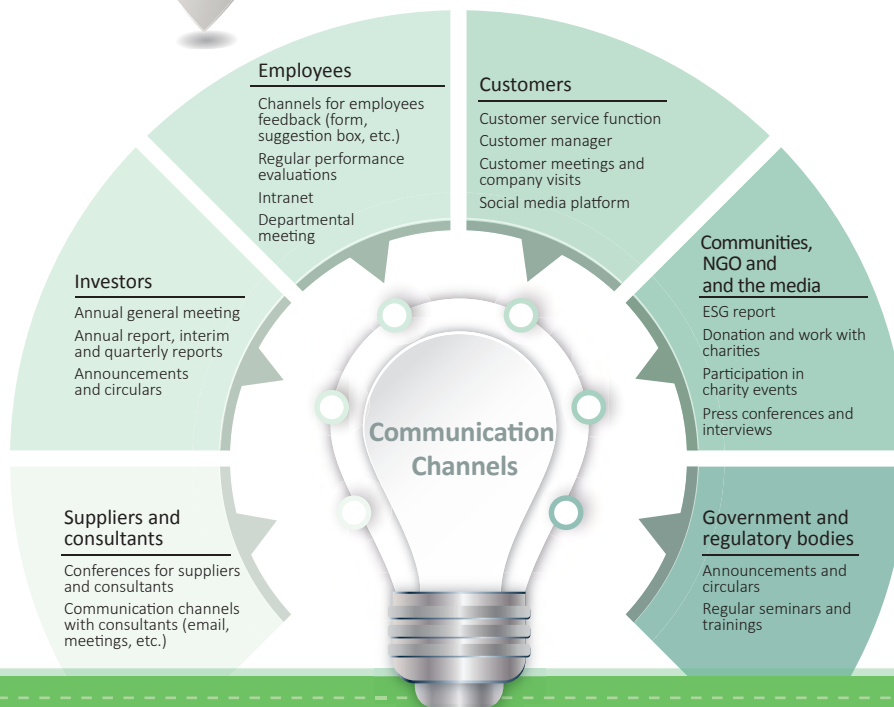 Employees
Channels for employees
feedback (form,
suggestion box, etc.)
Regular performance
evaluations
Intranet
Departmental
meeting
Customers
Customer service function
Customer manager
Customer meetings and
company visits
Social media platform
Investors
Annual general meeting
Annual report, interim
and quarterly reports
Announcements
and circulars
Communities,
NGO and
and the media
ESG report
Donation and work with
charities
Participation in
charity events
Press conferences and
interviews
Communication
Channels
Suppliers and
consultants
Conferences for suppliers
and consultants
Communication channels
with consultants (email,
meetings, etc.)
Government and
regulatory bodies
Announcements and
circulars
Regular seminars and
trainings